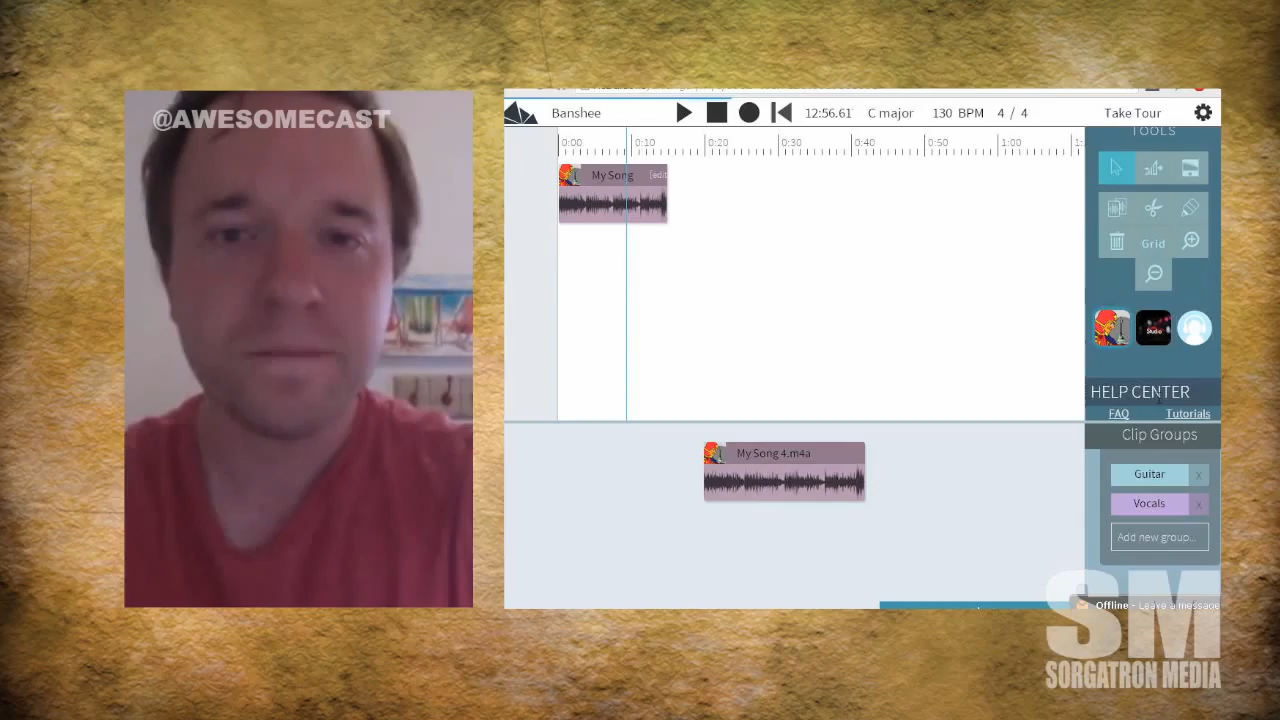 @AWESOMECAST
Banshee
12:56.61 C major 130 BPM 4 / 4
Take Tour
0:00 0:10 0:20 0:30 0:40 0:50 1:00
TOOLS
My Song
[edit
Grid
Studio
HELP CENTER
FAQ Tutorials
Clip Groups
My Song 4.m4a
Guitar x
Vocals x
Add new group...
Offline - Leave a message
SM
SORGATRON MEDIA